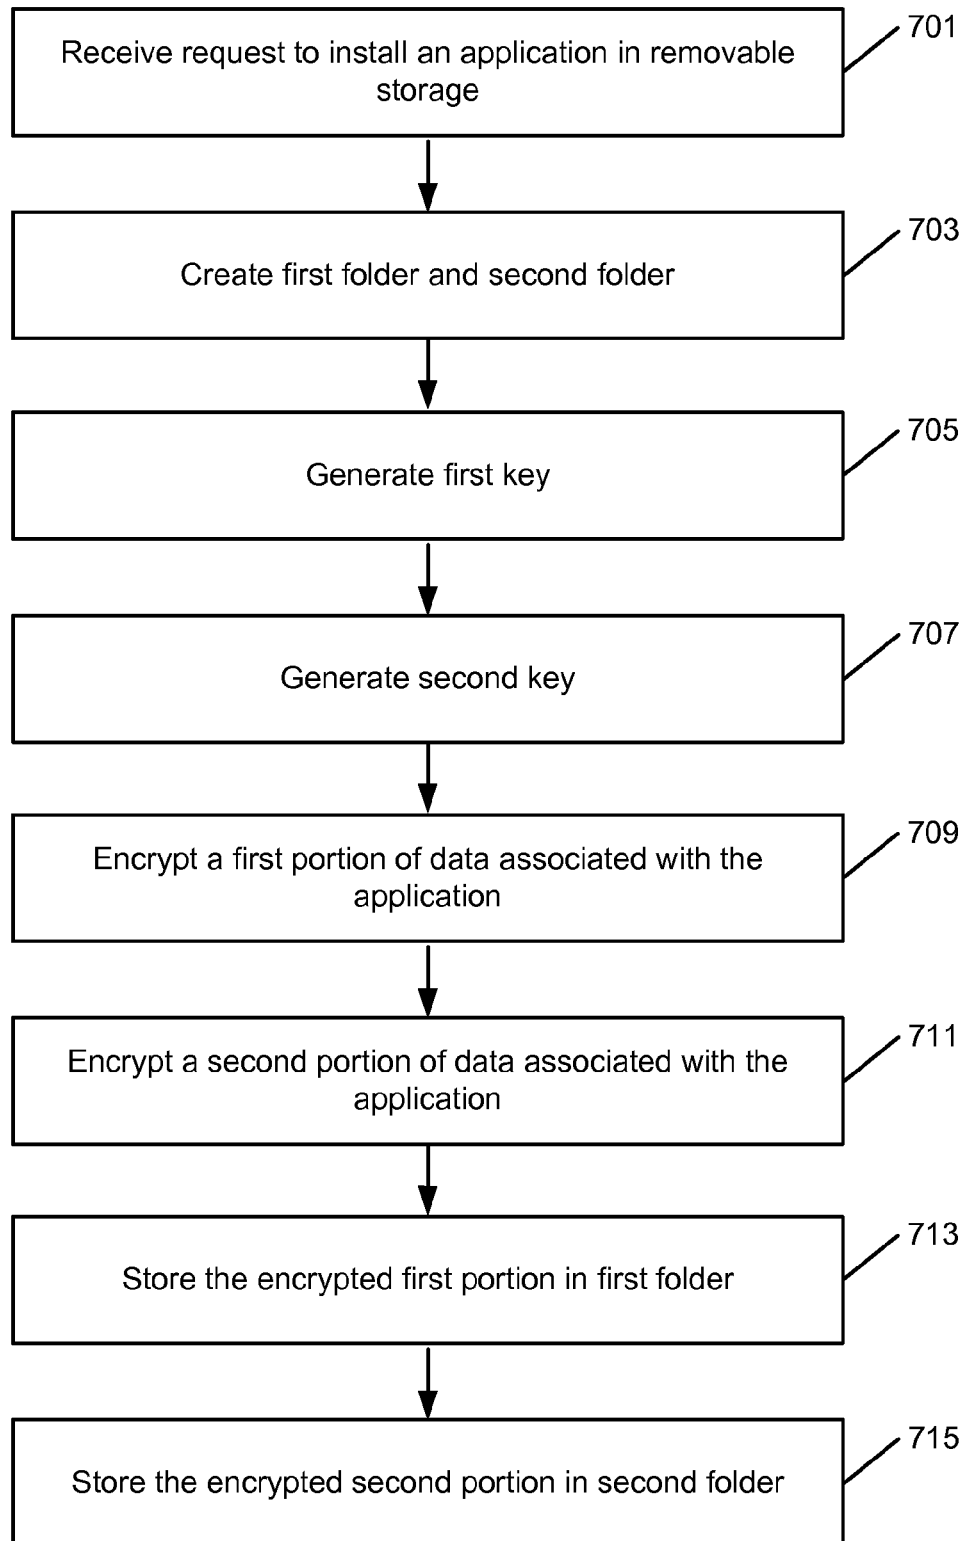 701
Receive request to install an application in removable
storage
703
Create first folder and second folder
705
Generate first key
707
Generate second key
709
Encrypt a first portion of data associated with the
application
711
Encrypt a second portion of data associated with the
application
713
Store the encrypted first portion in first folder
715
Store the encrypted second portion in second folder